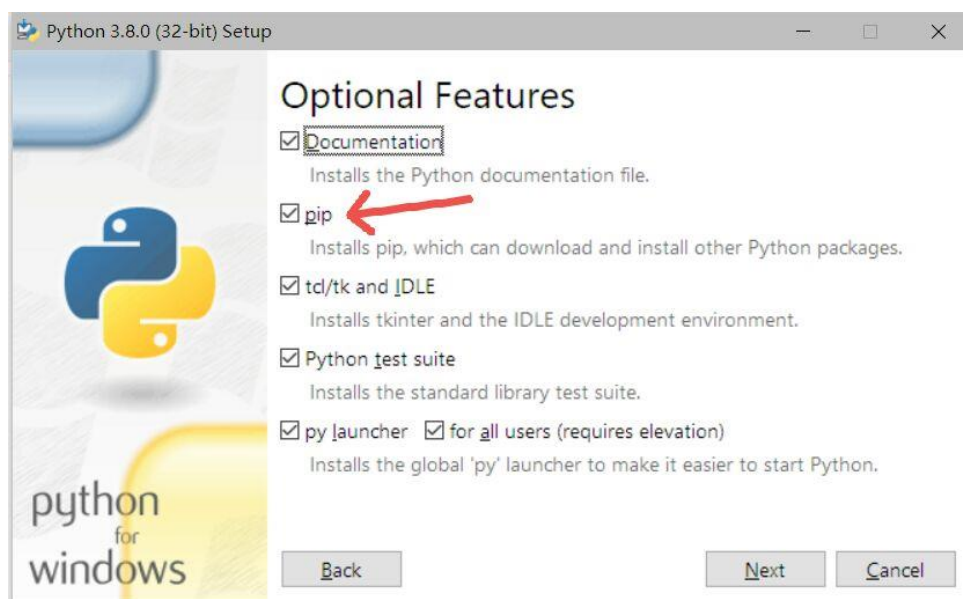 Python 3.8.0 (32-bit) Setup
Optional Features
Documentation
Installs the Python documentation file.
pip
Installs pip, which can download and install other Python packages.
tcl/tk and IDLE
Installs tkinter and the IDLE development environment.
Python test suite
Installs the standard library test suite.
py launcher for all users (requires elevation)
Installs the global 'py' launcher to make it easier to start Python.
python
for
windows
Back Next Cancel